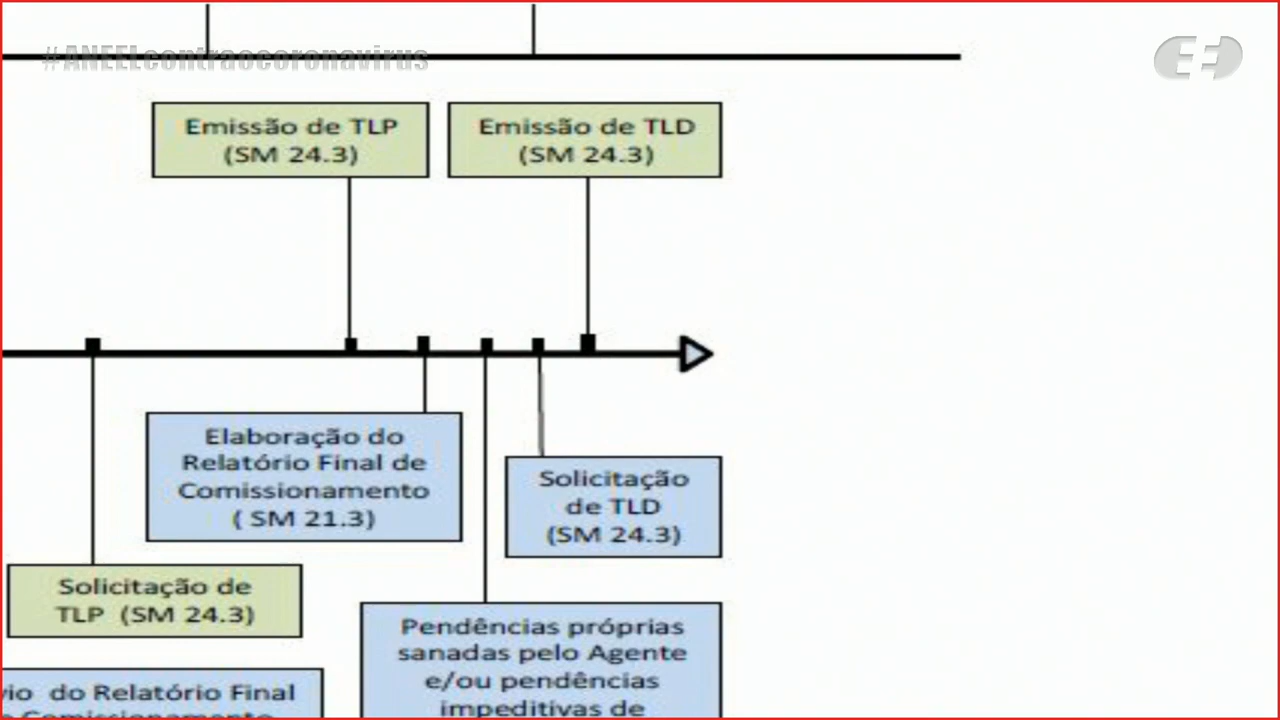 #ANEELcontraocoronavirus
Emissão de TLP
(SM 24.3)
Emissão de TLD
(SM 24.3)
Elaboração do
Relatório Final de
Comissionamento
( SM 21.3)
Solicitação
de TLD
(SM 24.3)
Solicitação de
TLP (SM 24.3)
Pendências próprias
sanadas pelo Agente
e/ou pendências
impeditivas de
do Relatório Final
Comissionamento